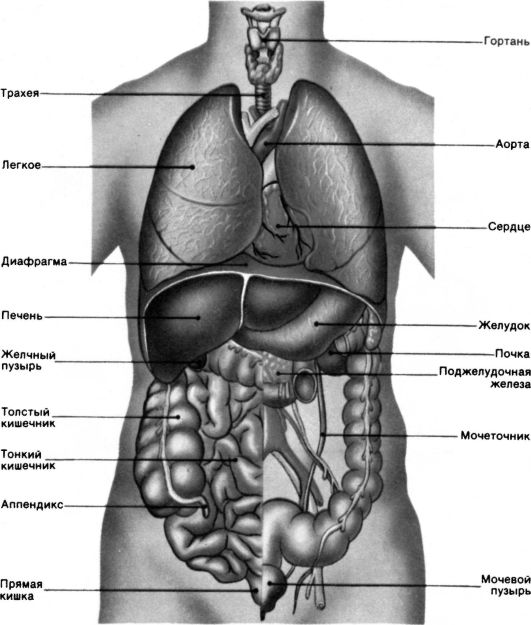 Гортань
Трахея
Аорта
Легкое
Сердце
Диафрагма
Печень
Желудок
Желчный
пузырь
Почка
Поджелудочная
железа
Толстый
кишечник
Мочеточник
Тонкий
кишечник
Аппендикс
Прямая
кишка
Мочевой
пузырь